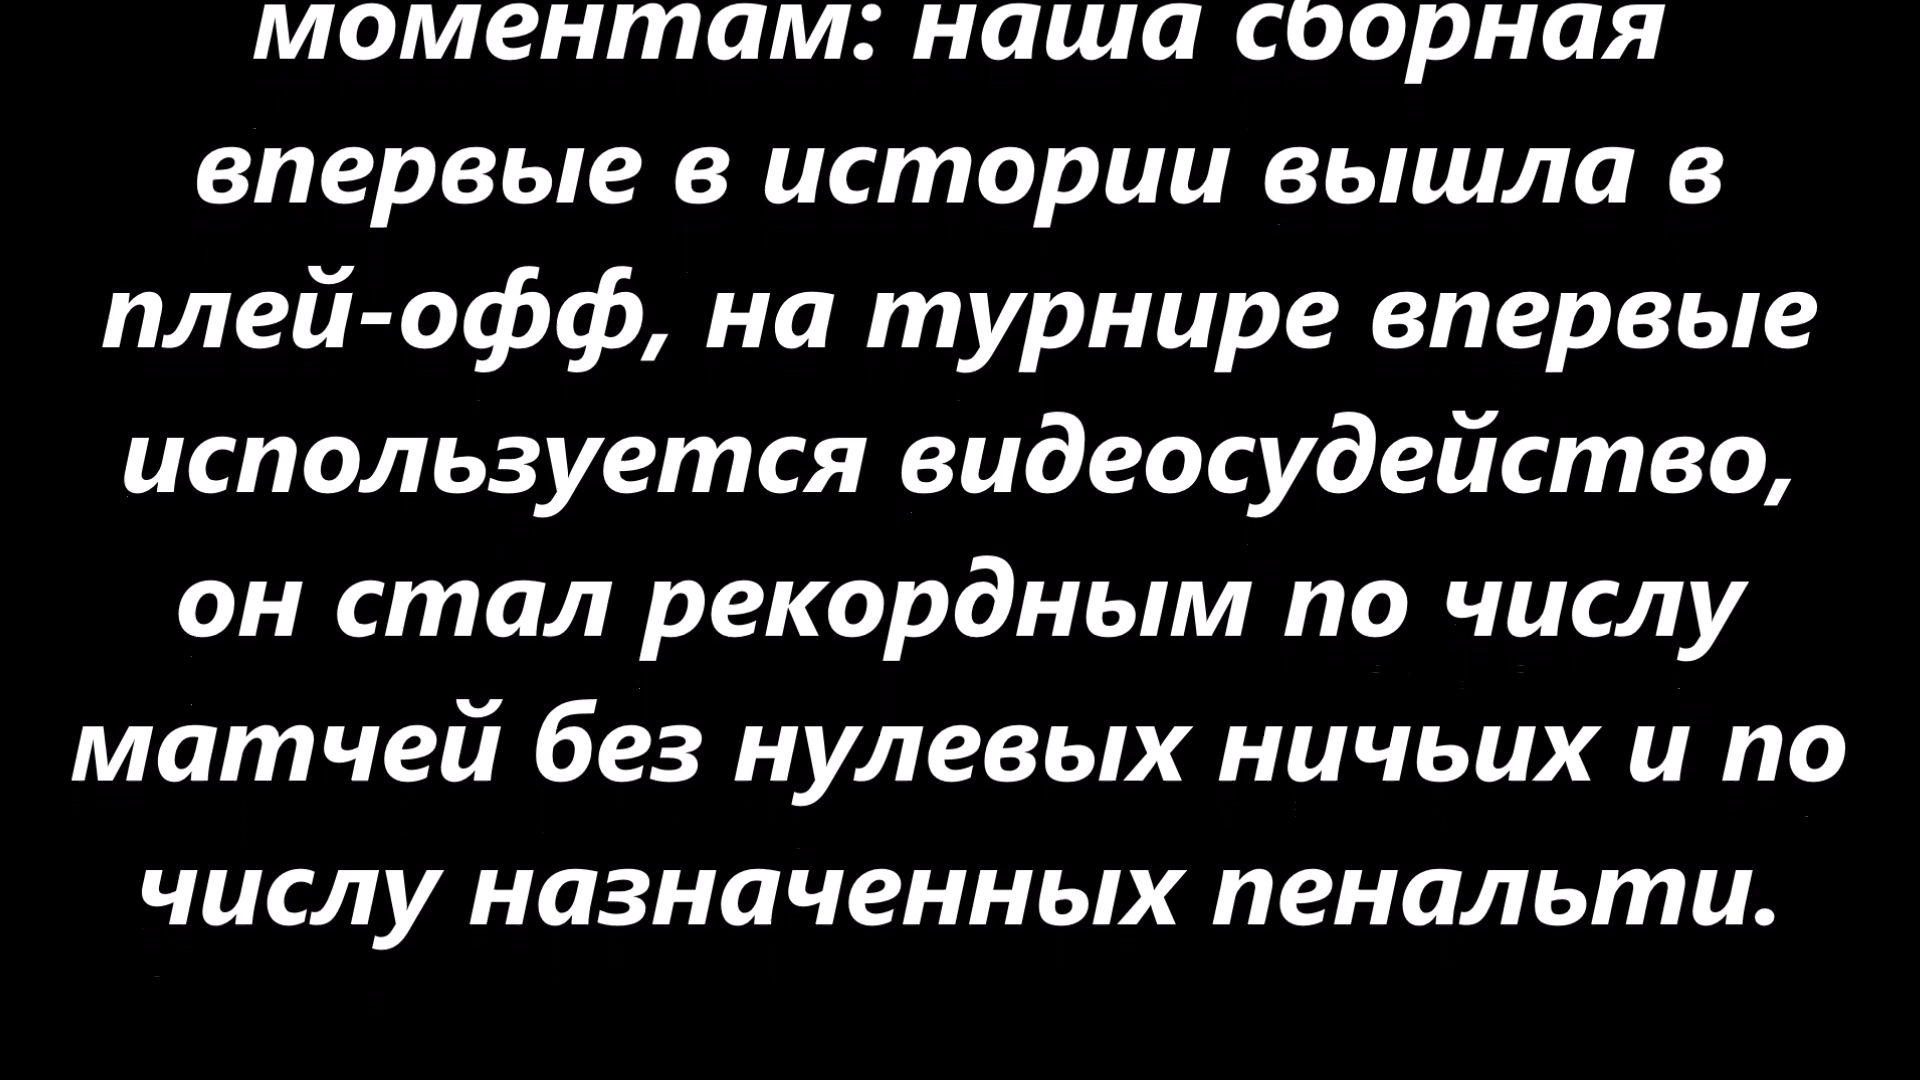 моментам: наша сборная
впервые в истории вышла в
плей-офф, на турнире впервые
используется видеосудейство,
он стал рекордным по числу
матчей без нулевых ничьих и по
числу назначенных пенальти.